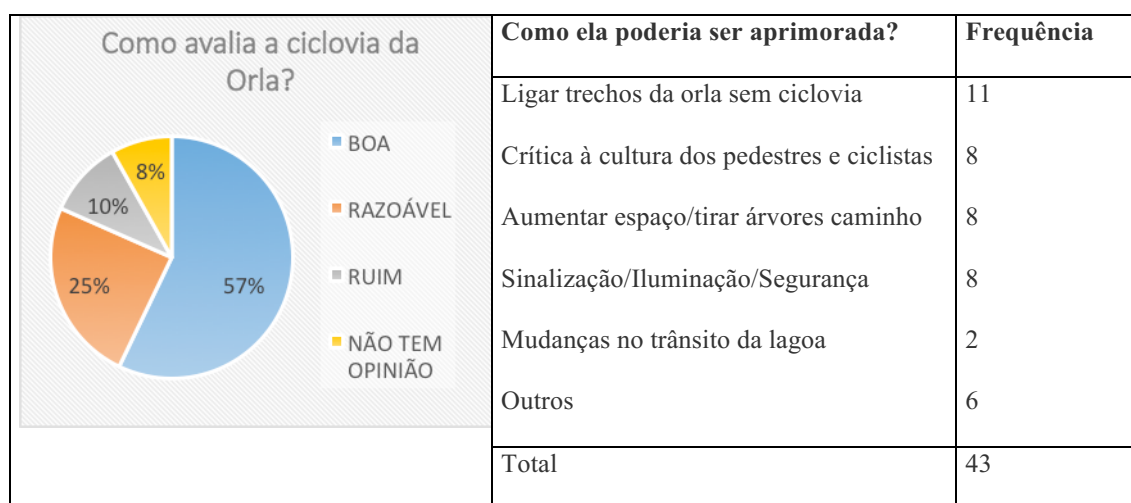 Como avalia a ciclovia da
Orla?
8%
10%
25%
57%
BOA
RAZOÁVEL
RUIM
NÃO TEM
OPINIÃO
Como ela poderia ser aprimorada? Frequência
Ligar trechos da orla sem ciclovia 11
Crítica à cultura dos pedestres e ciclistas 8
Aumentar espaço/tirar árvores caminho 8
Sinalização/Iluminação/Segurança 8
Mudanças no trânsito da lagoa 2
Outros 6
Total 43